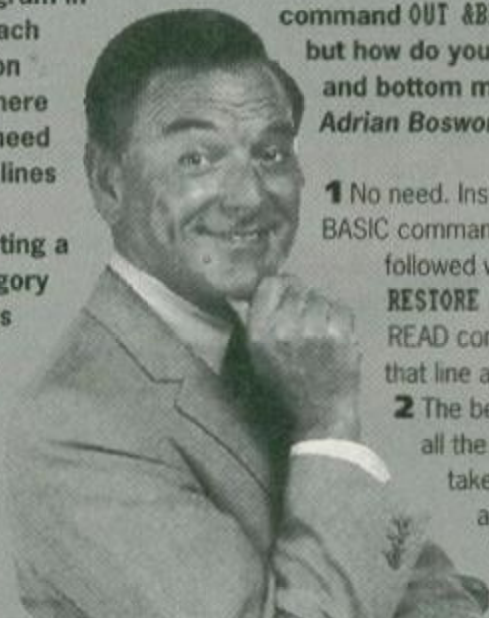 ach
on
here
need
lines
ting a
gory
s
command OUT &B
but how do you
and bottom m
Adrian Boswor
1 No need. Ins
BASIC comman
followed
RESTORE
READ con
that line a
2 The be
all the
take
a